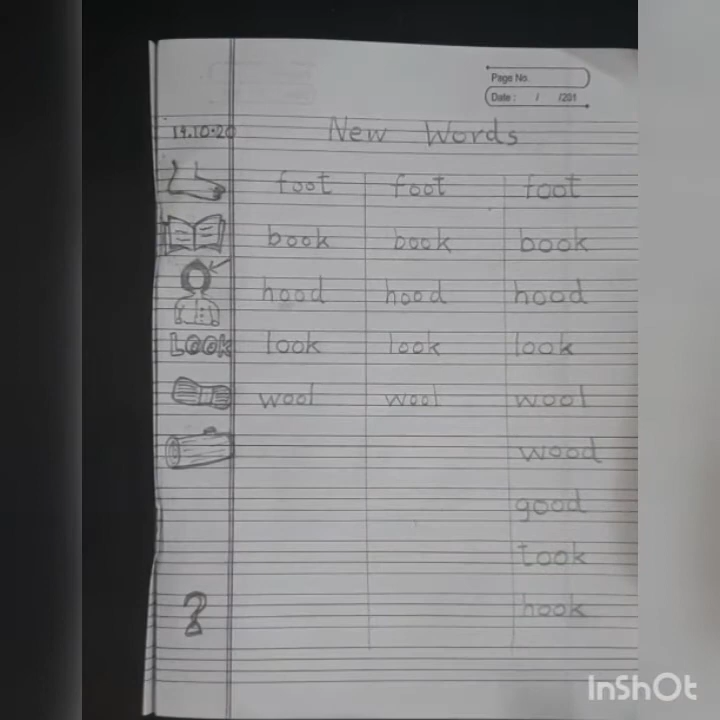 Page No.
Date : / /201
19.10.20 New Words
foot foot foot
book book book
hood hood hood
LOOK look look look
wool wool wool
wood
good
took
hook
InShOt